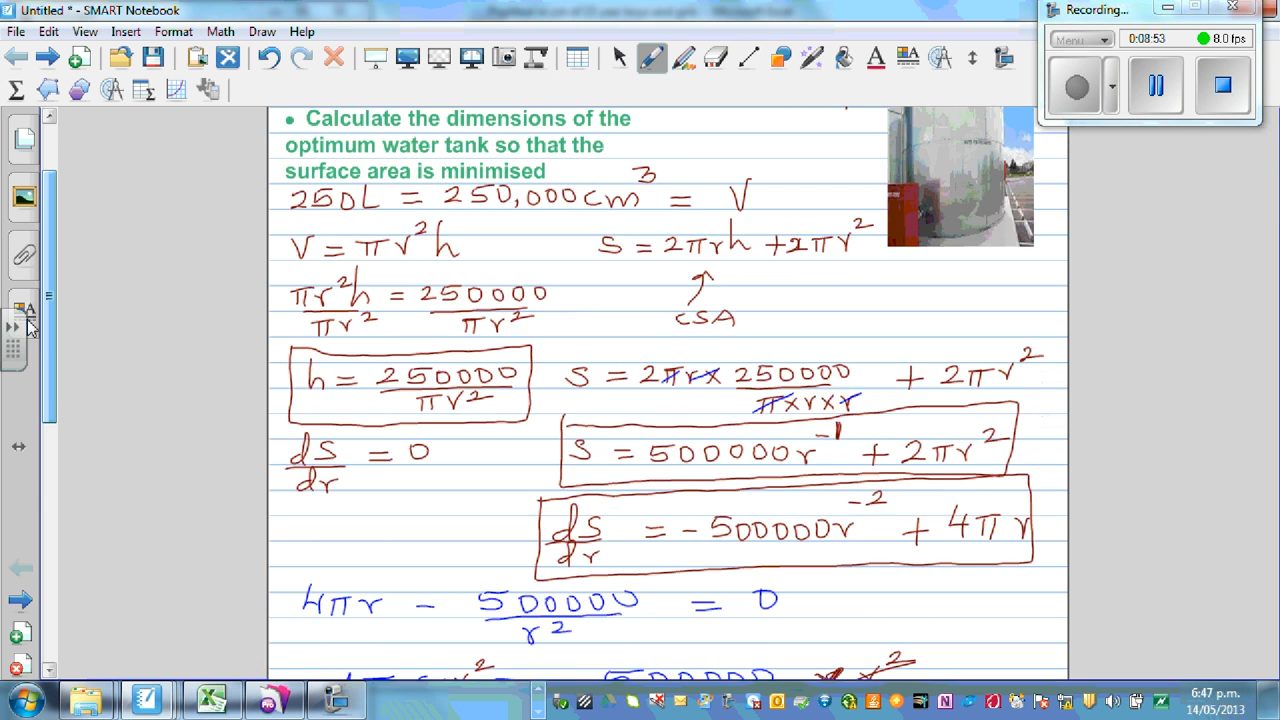 Untitled * - SMART Notebook
Recording...
File Edit View Insert Format Math Draw Help
Menu
0:08:53
8.0 fps
• Calculate the dimensions of the
optimum water tank so that the
surface area is minimised
250L = 250,000cm³ = V
V = πr²h
S = 2πrh + 2πr²
πr²h/πr² = 250000/πr²
CSA
h = 250000/πr²
S = 2πr × 250000/π×r×r + 2πr²
dS/dr = 0
S = 500000r⁻¹ + 2πr²
dS/dr = -500000r⁻² + 4πr
4πr - 500000/r² = 0
6:47 p.m.
14/05/2013